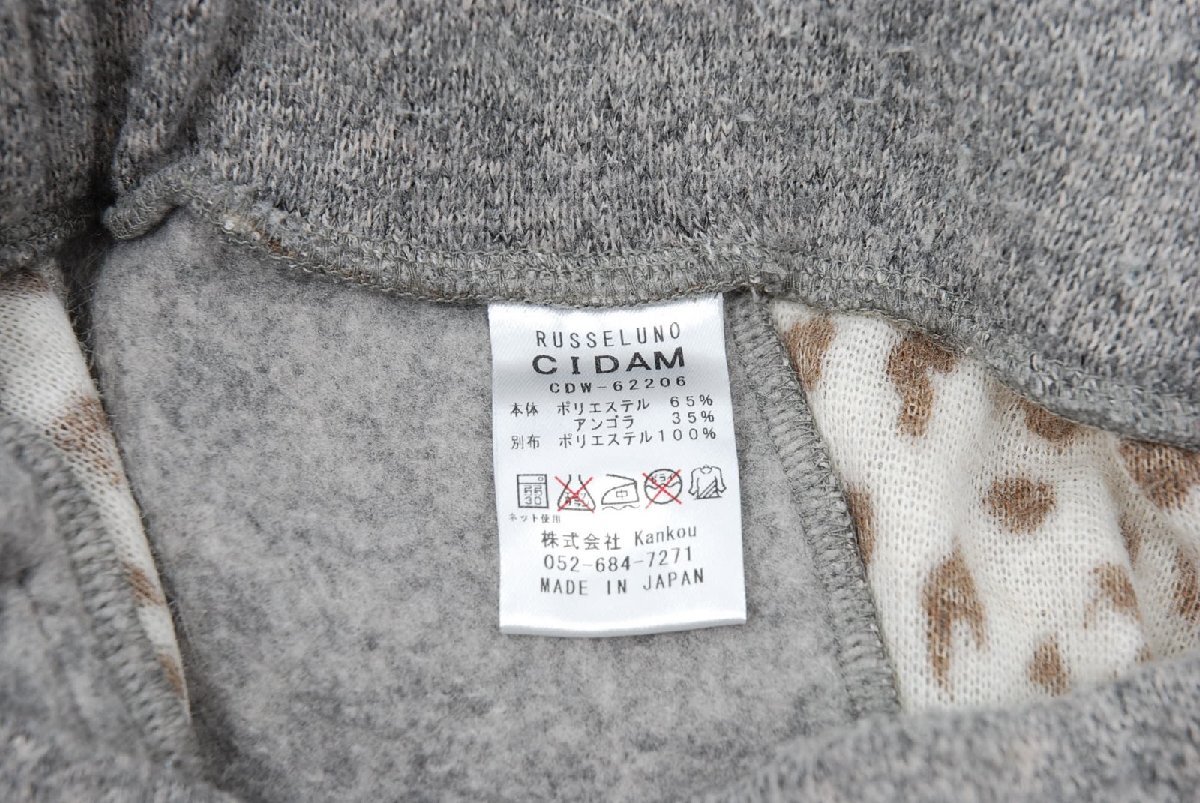 RUSSELUNO
CIDAM
CDW-62206
本体 ポリエステル 65%
アンゴラ 35%
別布 ポリエステル100%
ネット使用
株式会社 Kankou
052-684-7271
MADE IN JAPAN